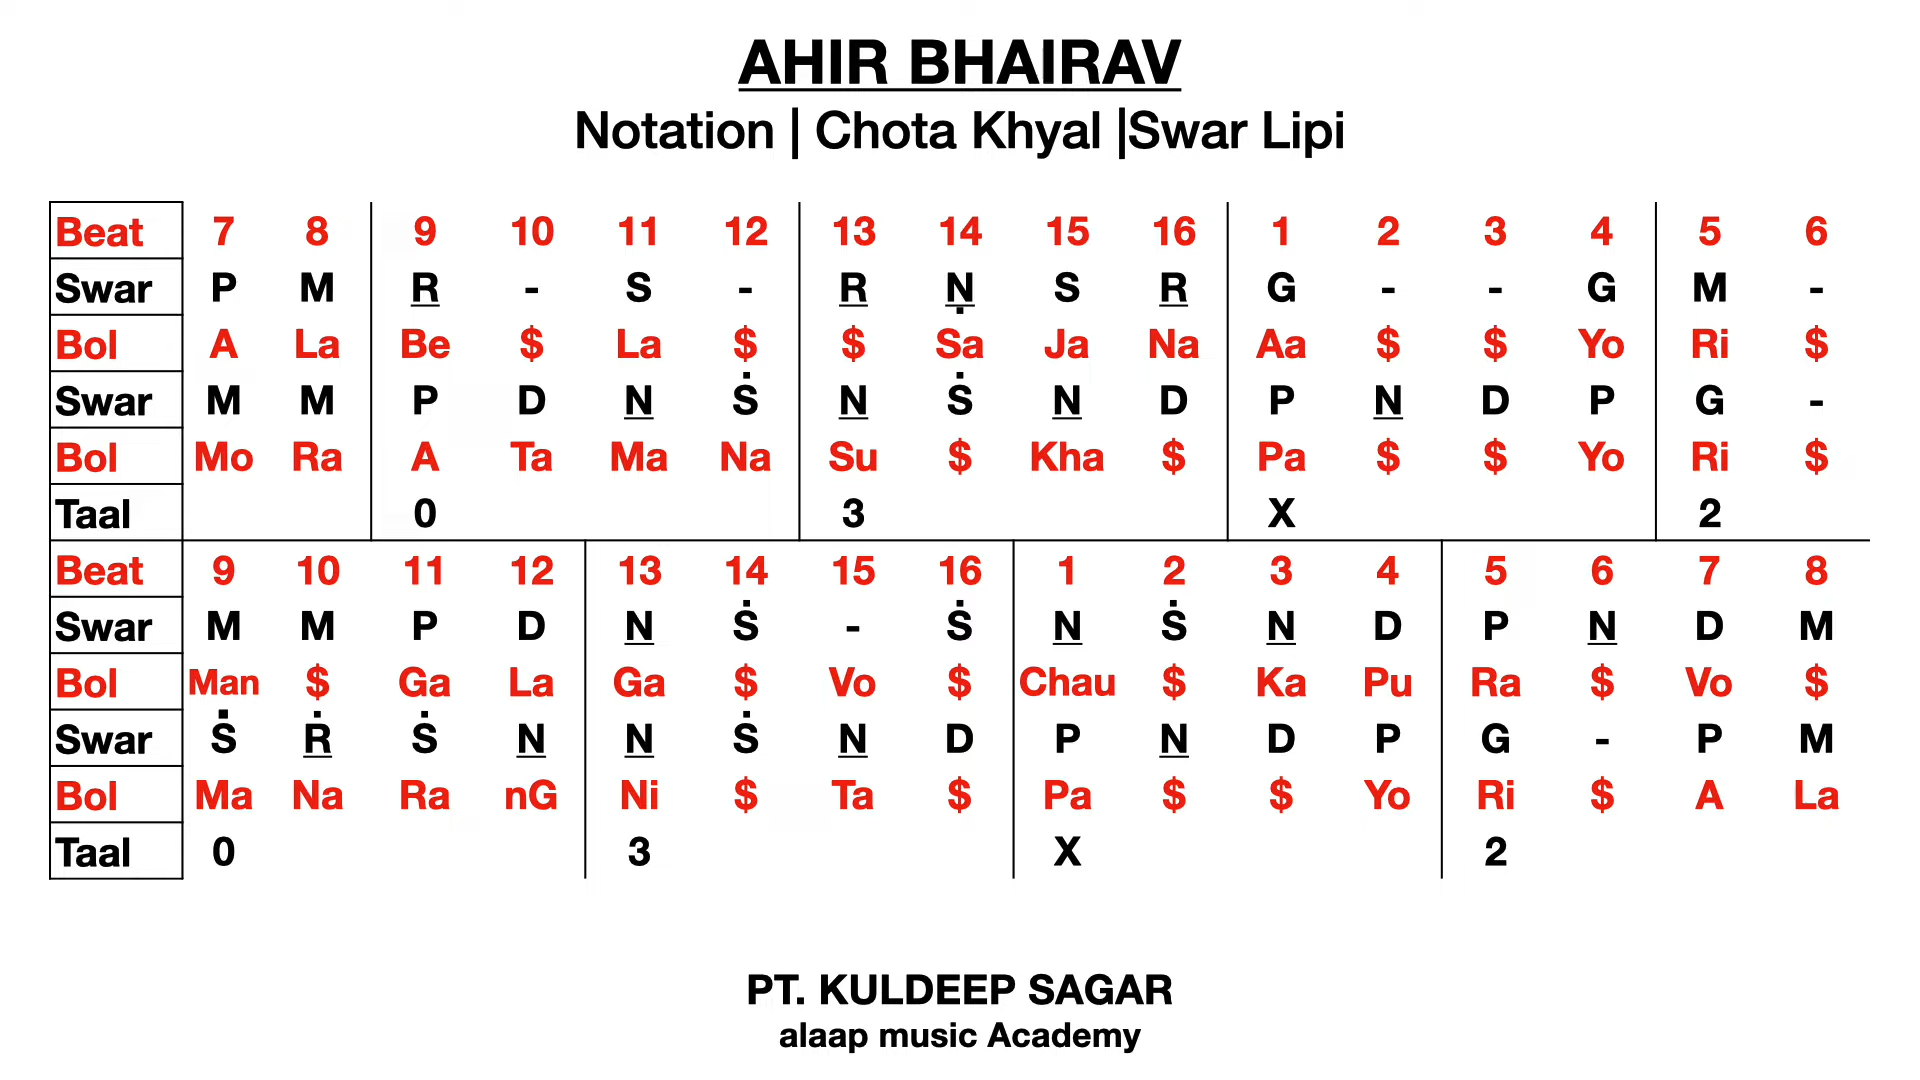 AHIR BHAIRAV
Notation | Chota Khyal |Swar Lipi
Beat 7 8 9 10 11 12 13 14 15 16 1 2 3 4 5 6
Swar P M R̲ - S - R̲ Ṇ̲ S R̲ G - - G M -
Bol A La Be $ La $ $ Sa Ja Na Aa $ $ Yo Ri $
Swar M M P D N̲ Ṡ N̲ Ṡ N̲ D P N̲ D P G -
Bol Mo Ra A Ta Ma Na Su $ Kha $ Pa $ $ Yo Ri $
Taal 0 3 X 2
Beat 9 10 11 12 13 14 15 16 1 2 3 4 5 6 7 8
Swar M M P D N̲ Ṡ - Ṡ N̲ Ṡ N̲ D P N̲ D M
Bol Man $ Ga La Ga $ Vo $ Chau $ Ka Pu Ra $ Vo $
Swar Ṡ Ṙ̲ Ṡ N̲ N̲ Ṡ N̲ D P N̲ D P G - P M
Bol Ma Na Ra nG Ni $ Ta $ Pa $ $ Yo Ri $ A La
Taal 0 3 X 2
PT. KULDEEP SAGAR
alaap music Academy